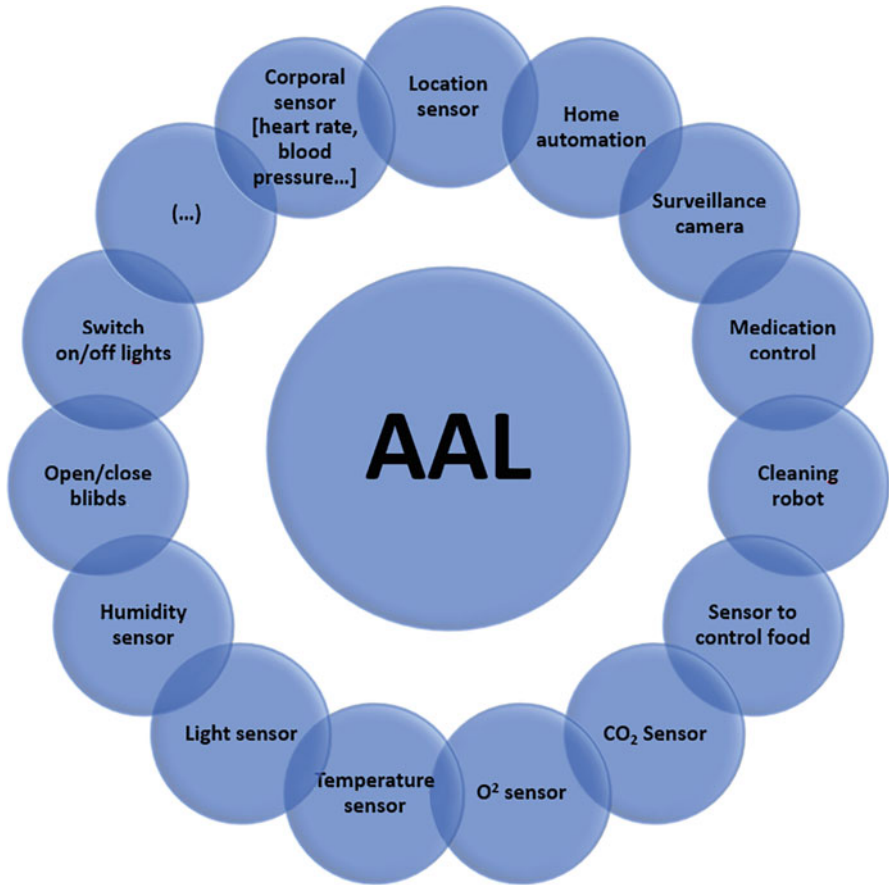 Location
sensor
Home
automation
Surveillance
camera
Medication
control
Cleaning
robot
Sensor to
control food
CO₂ Sensor
O² sensor
Temperature
sensor
Light sensor
Humidity
sensor
Open/close
blibds
Switch
on/off lights
(...)
Corporal
sensor
[heart rate,
blood
pressure...]
AAL